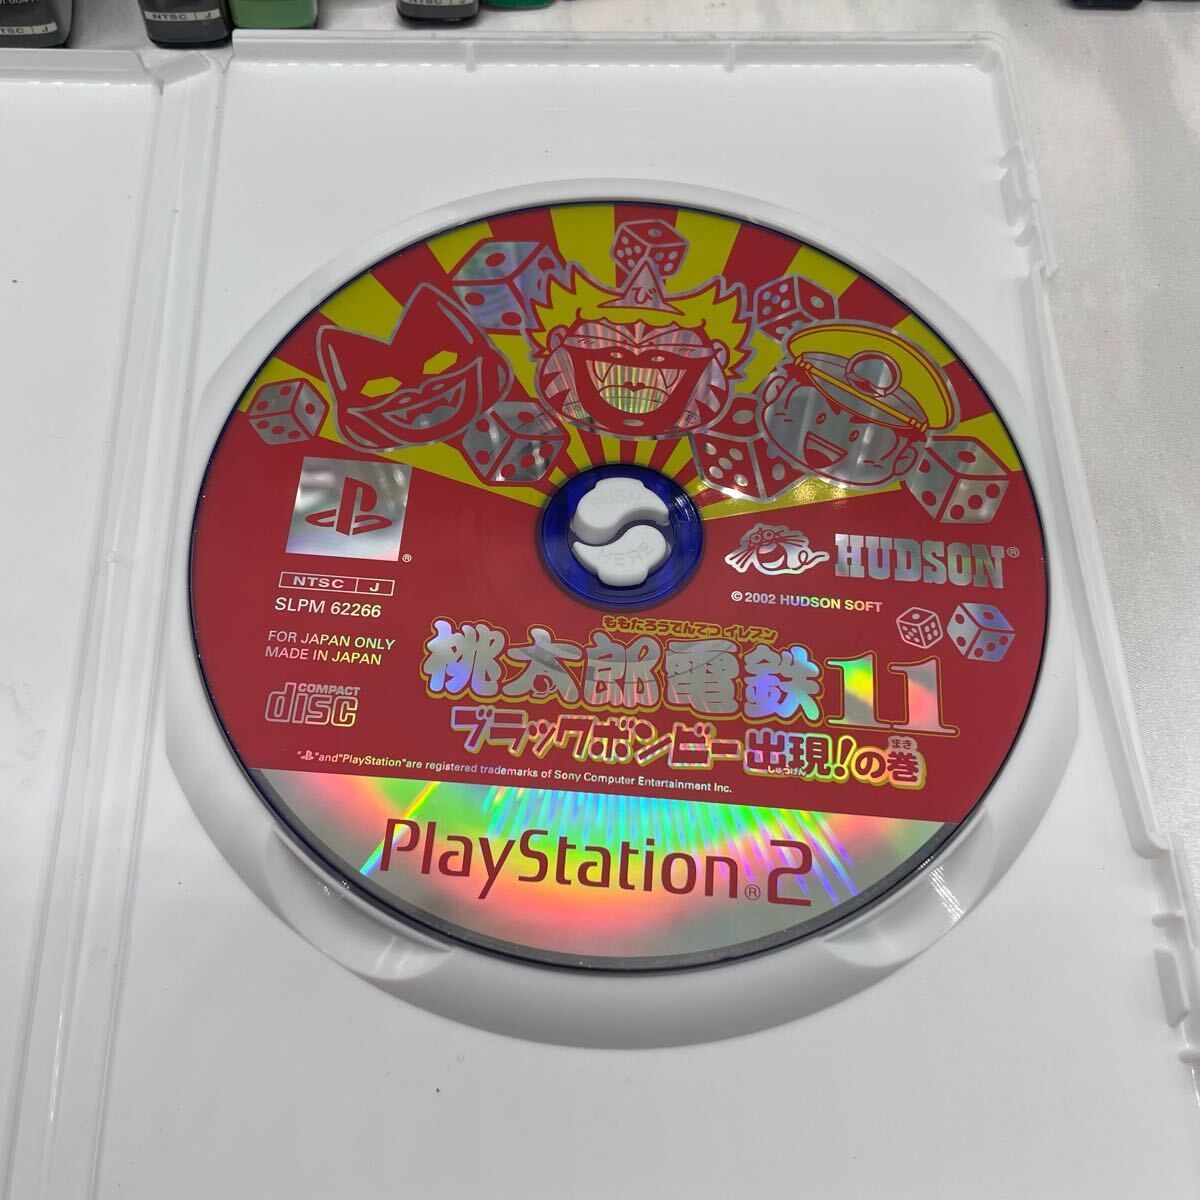 NTSC J
NTSC J
NTSC J
び
PUSH
HERE
NTSC J
SLPM 62266
FOR JAPAN ONLY
MADE IN JAPAN
COMPACT
disc
HUDSON®
© 2002 HUDSON SOFT
ももたろうでんてつ イレブン
桃太郎電鉄11
ブラックボンビー出現!の巻
しゅつげん
まき
"and"PlayStation"are registered trademarks of Sony Computer Entertainment Inc.
PlayStation®2